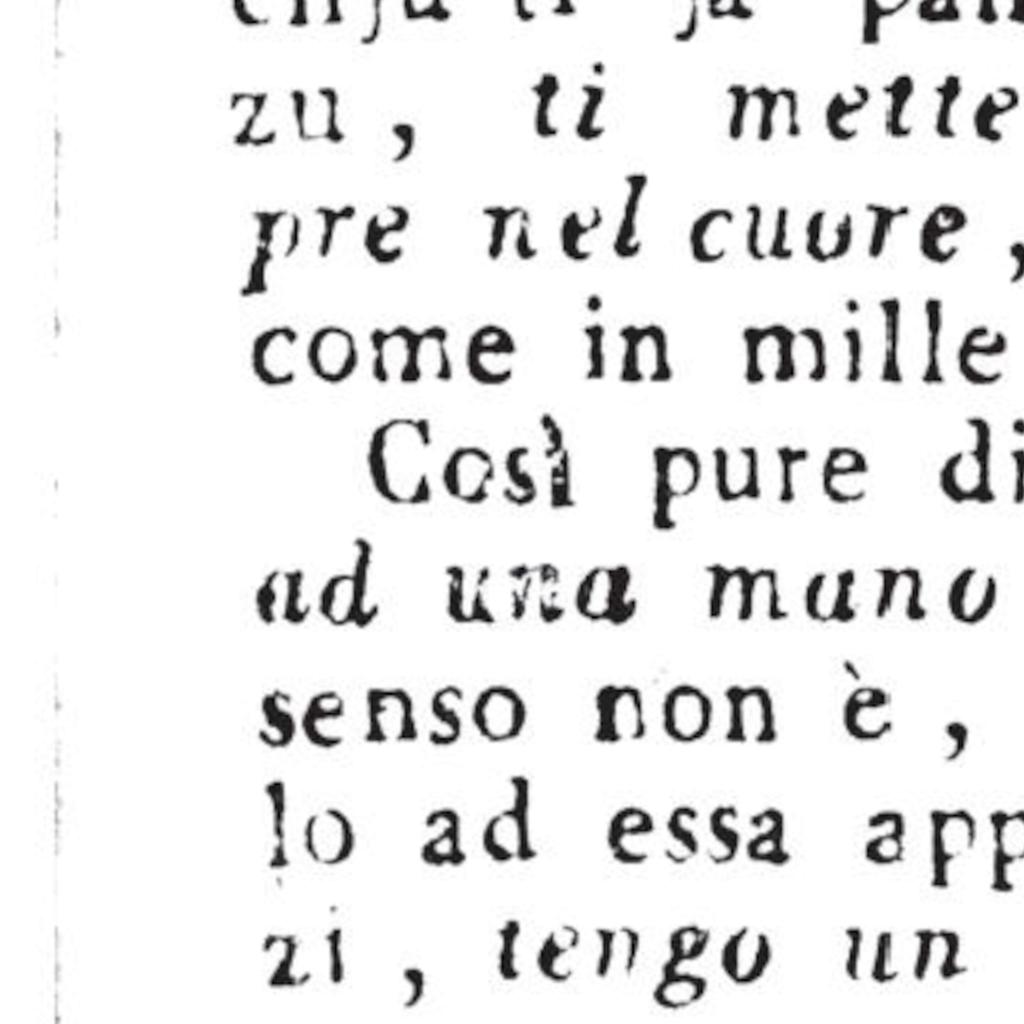 zu, ti mette
pre nel cuore,
come in mille
Così pure di
ad una mano
senso non è,
lo ad essa app
zi, tengo un